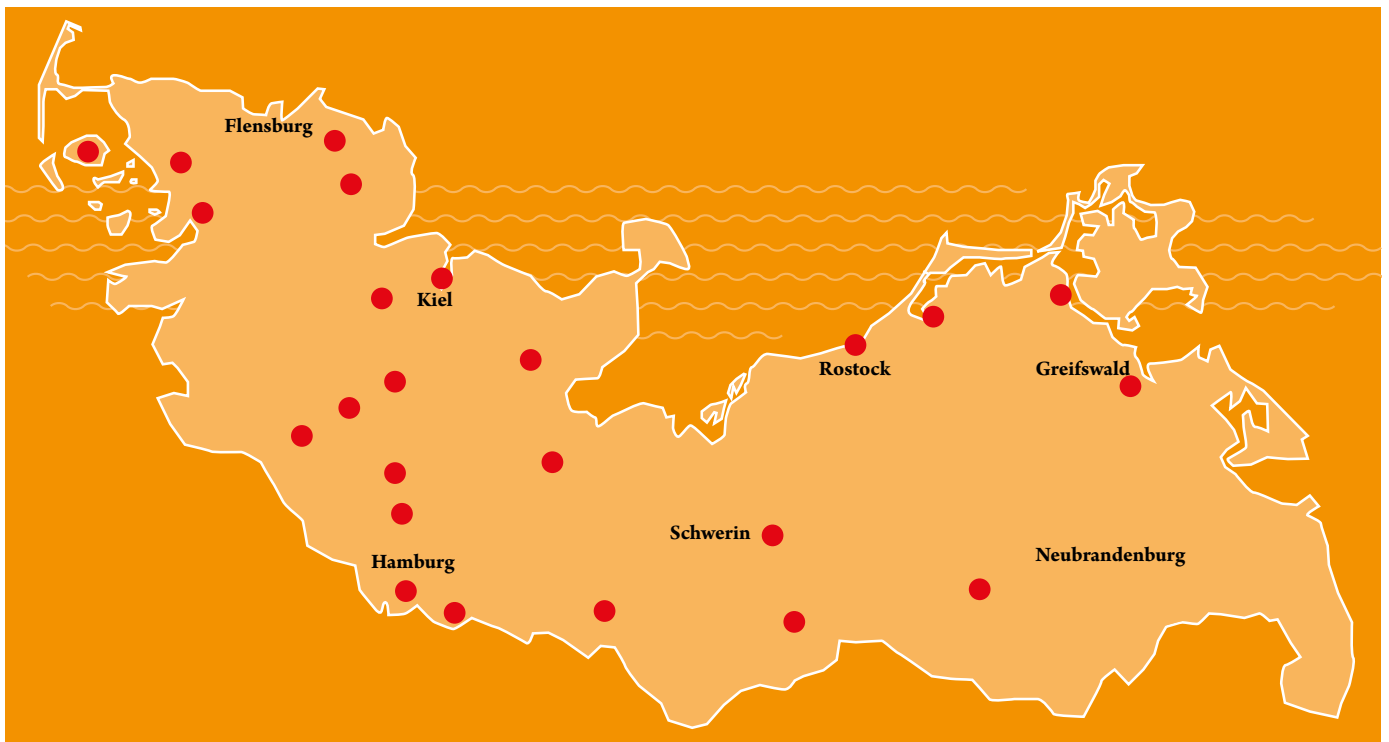 Flensburg
Kiel
Rostock
Greifswald
Schwerin
Neubrandenburg
Hamburg